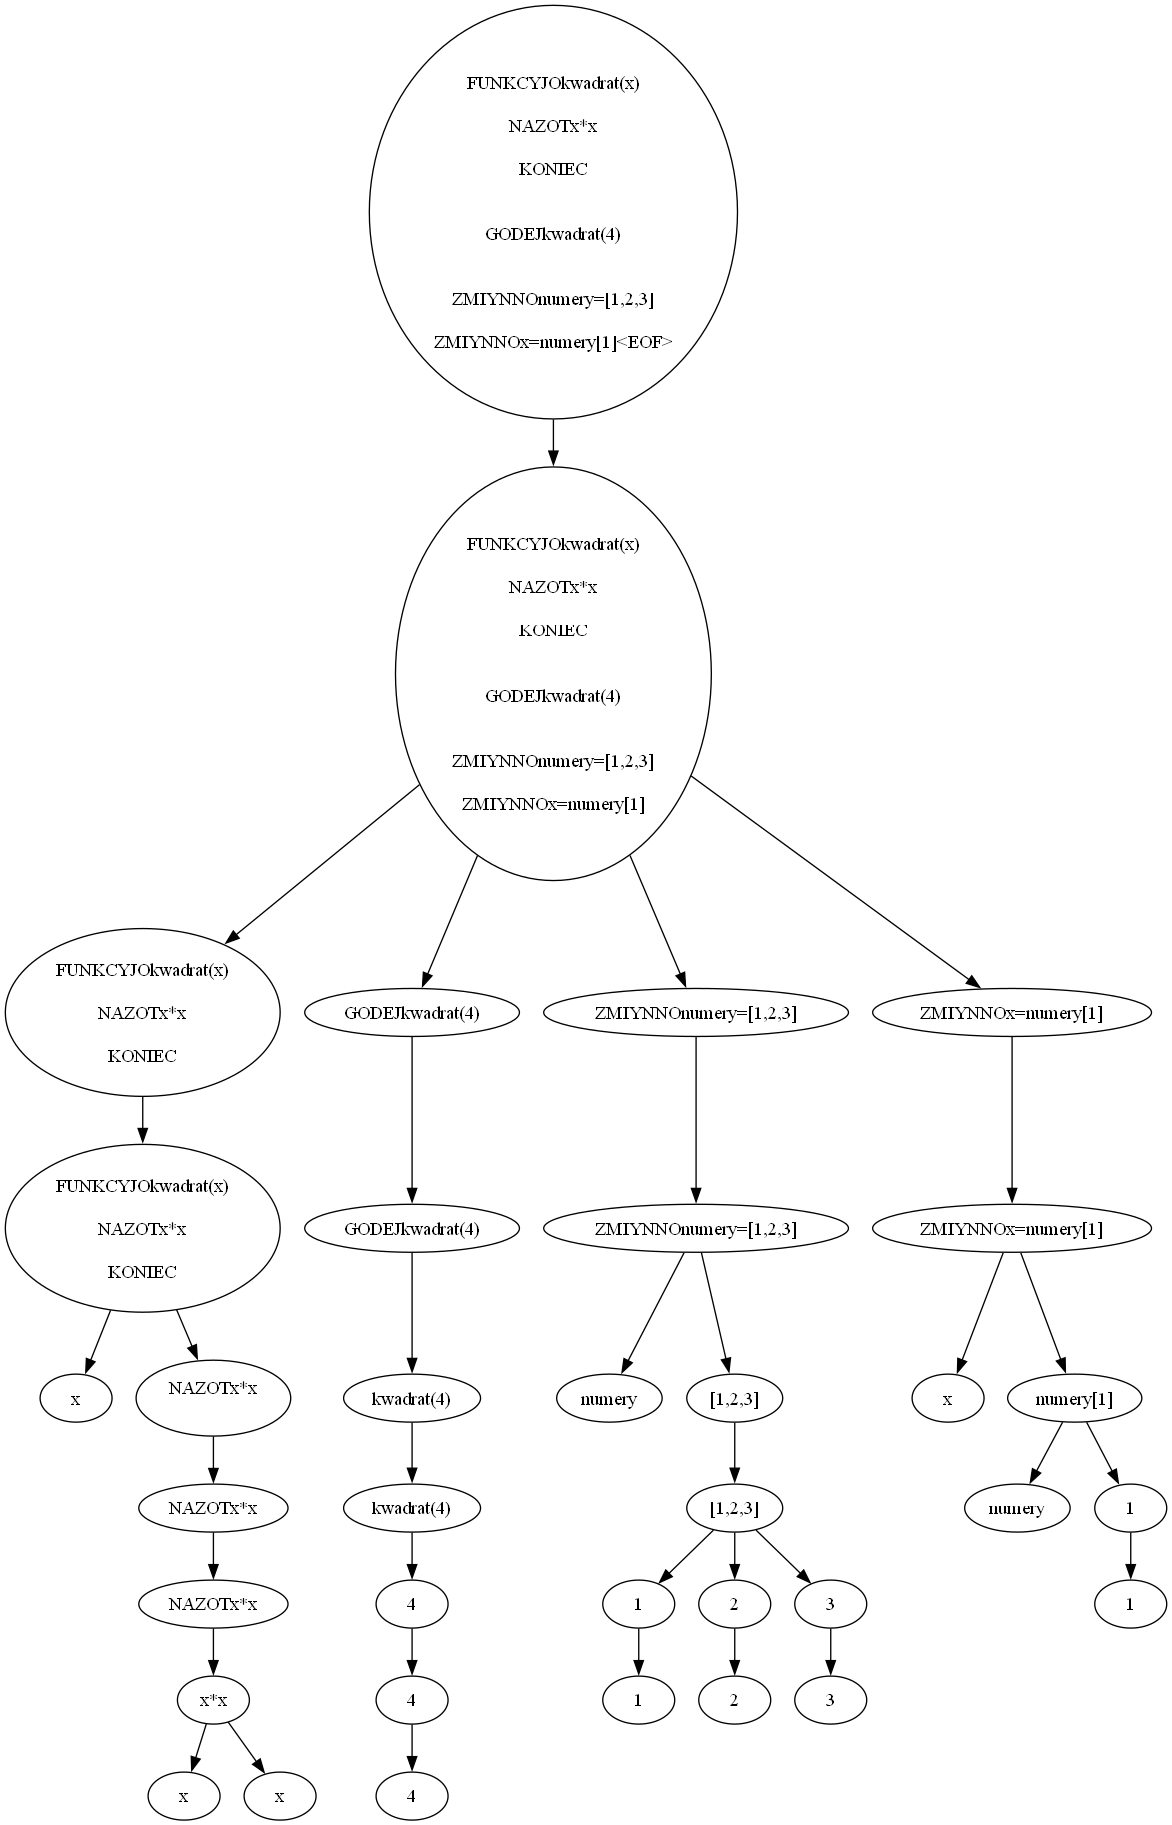 FUNKCYJOkwadrat(x)
NAZOTx*x
KONIEC
GODEJkwadrat(4)
ZMIYNNOnumery=[1,2,3]
ZMIYNNOx=numery[1]<EOF>
FUNKCYJOkwadrat(x)
NAZOTx*x
KONIEC
GODEJkwadrat(4)
ZMIYNNOnumery=[1,2,3]
ZMIYNNOx=numery[1]
FUNKCYJOkwadrat(x)
NAZOTx*x
KONIEC
GODEJkwadrat(4)
ZMIYNNOnumery=[1,2,3]
ZMIYNNOx=numery[1]
FUNKCYJOkwadrat(x)
NAZOTx*x
KONIEC
GODEJkwadrat(4)
ZMIYNNOnumery=[1,2,3]
ZMIYNNOx=numery[1]
x
NAZOTx*x
kwadrat(4)
numery
[1,2,3]
x
numery[1]
NAZOTx*x
kwadrat(4)
[1,2,3]
numery
1
NAZOTx*x
4
1
2
3
1
x*x
4
1
2
3
x
x
4